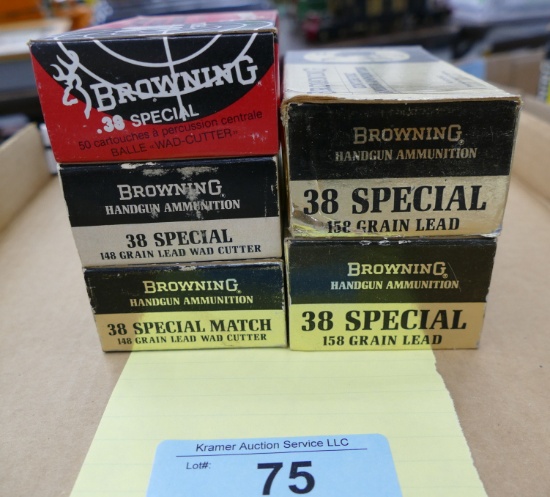 BROWNING
.38 SPECIAL
50 cartouches à percussion centrale
BALLE «WAD-CUTTER»
BROWNING
HANDGUN AMMUNITION
38 SPECIAL
148 GRAIN LEAD WAD CUTTER
BROWNING
HANDGUN AMMUNITION
38 SPECIAL MATCH
148 GRAIN LEAD WAD CUTTER
BROWNING
HANDGUN AMMUNITION
38 SPECIAL
158 GRAIN LEAD
BROWNING
HANDGUN AMMUNITION
38 SPECIAL
158 GRAIN LEAD
Kramer Auction Service LLC
Lot#:
75